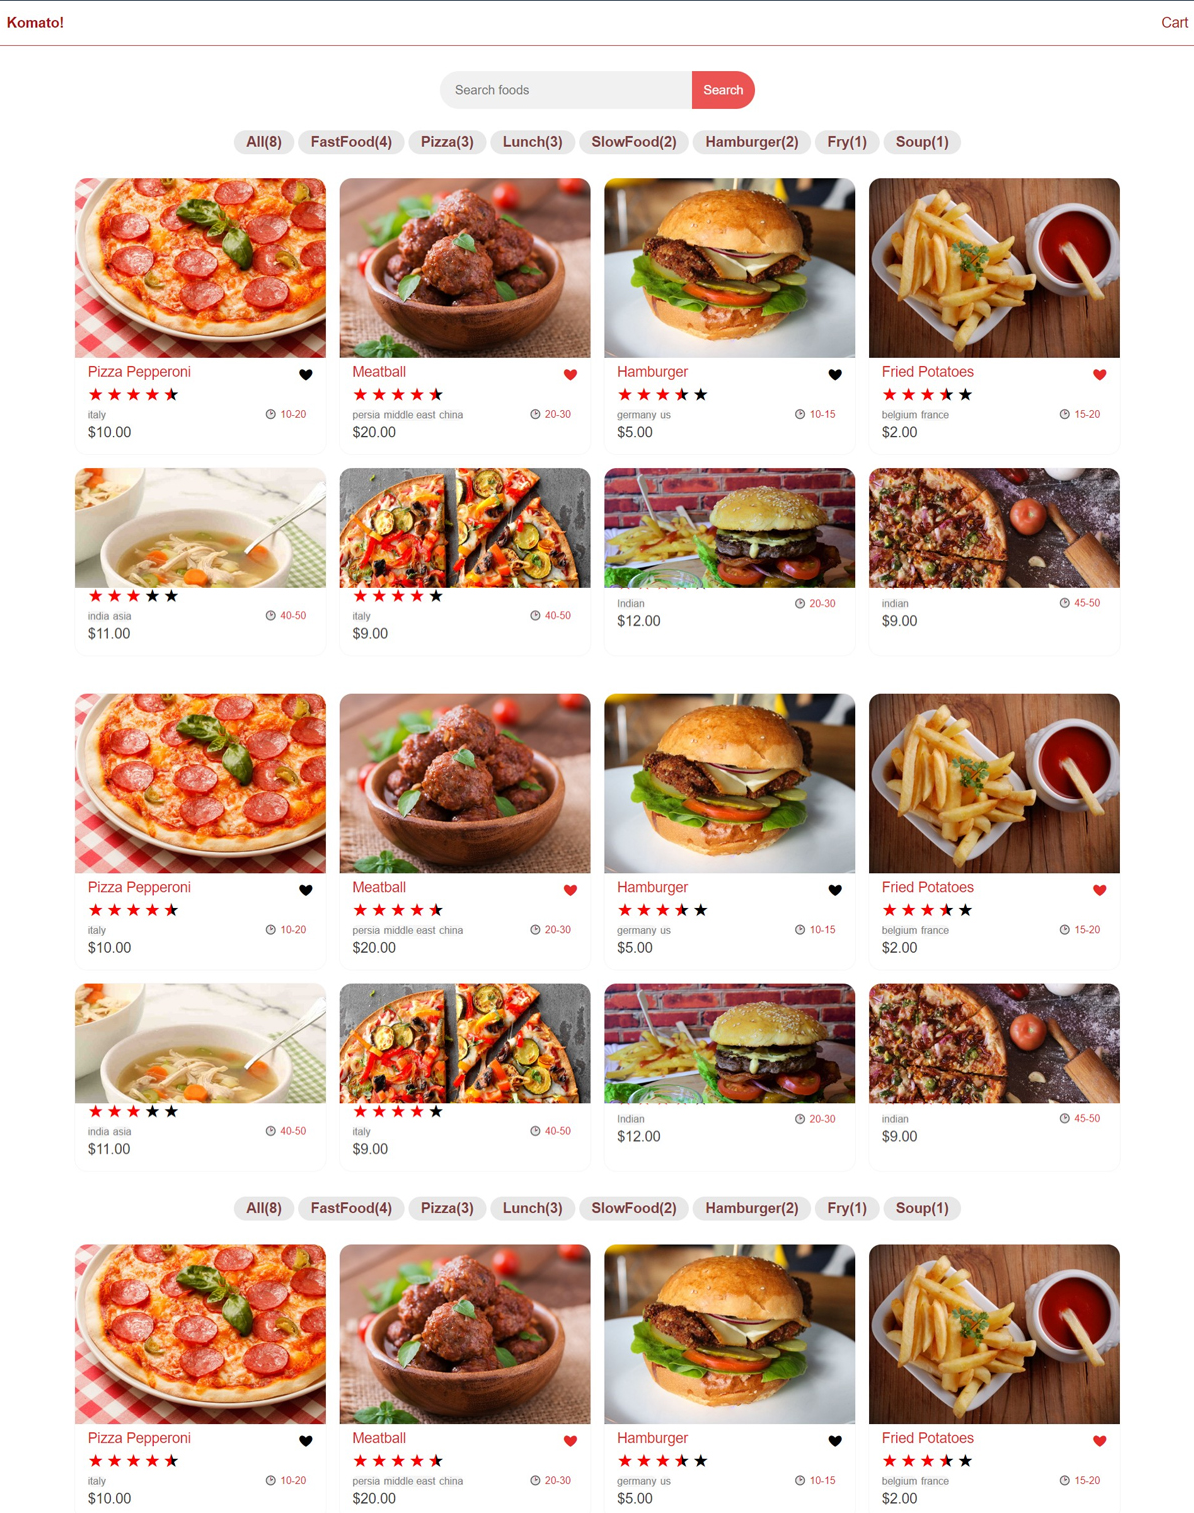 Komato!
Cart
Search foods
Search
All(8) FastFood(4) Pizza(3) Lunch(3) SlowFood(2) Hamburger(2) Fry(1) Soup(1)
Pizza Pepperoni
Meatball
Hamburger
Fried Potatoes
italy 10-20
persia middle east china 20-30
germany us 10-15
belgium france 15-20
$10.00
$20.00
$5.00
$2.00
india asia 40-50
italy 40-50
Indian 20-30
indian 45-50
$11.00
$9.00
$12.00
$9.00
Pizza Pepperoni
Meatball
Hamburger
Fried Potatoes
italy 10-20
persia middle east china 20-30
germany us 10-15
belgium france 15-20
$10.00
$20.00
$5.00
$2.00
india asia 40-50
italy 40-50
Indian 20-30
indian 45-50
$11.00
$9.00
$12.00
$9.00
All(8) FastFood(4) Pizza(3) Lunch(3) SlowFood(2) Hamburger(2) Fry(1) Soup(1)
Pizza Pepperoni
Meatball
Hamburger
Fried Potatoes
italy 10-20
persia middle east china 20-30
germany us 10-15
belgium france 15-20
$10.00
$20.00
$5.00
$2.00